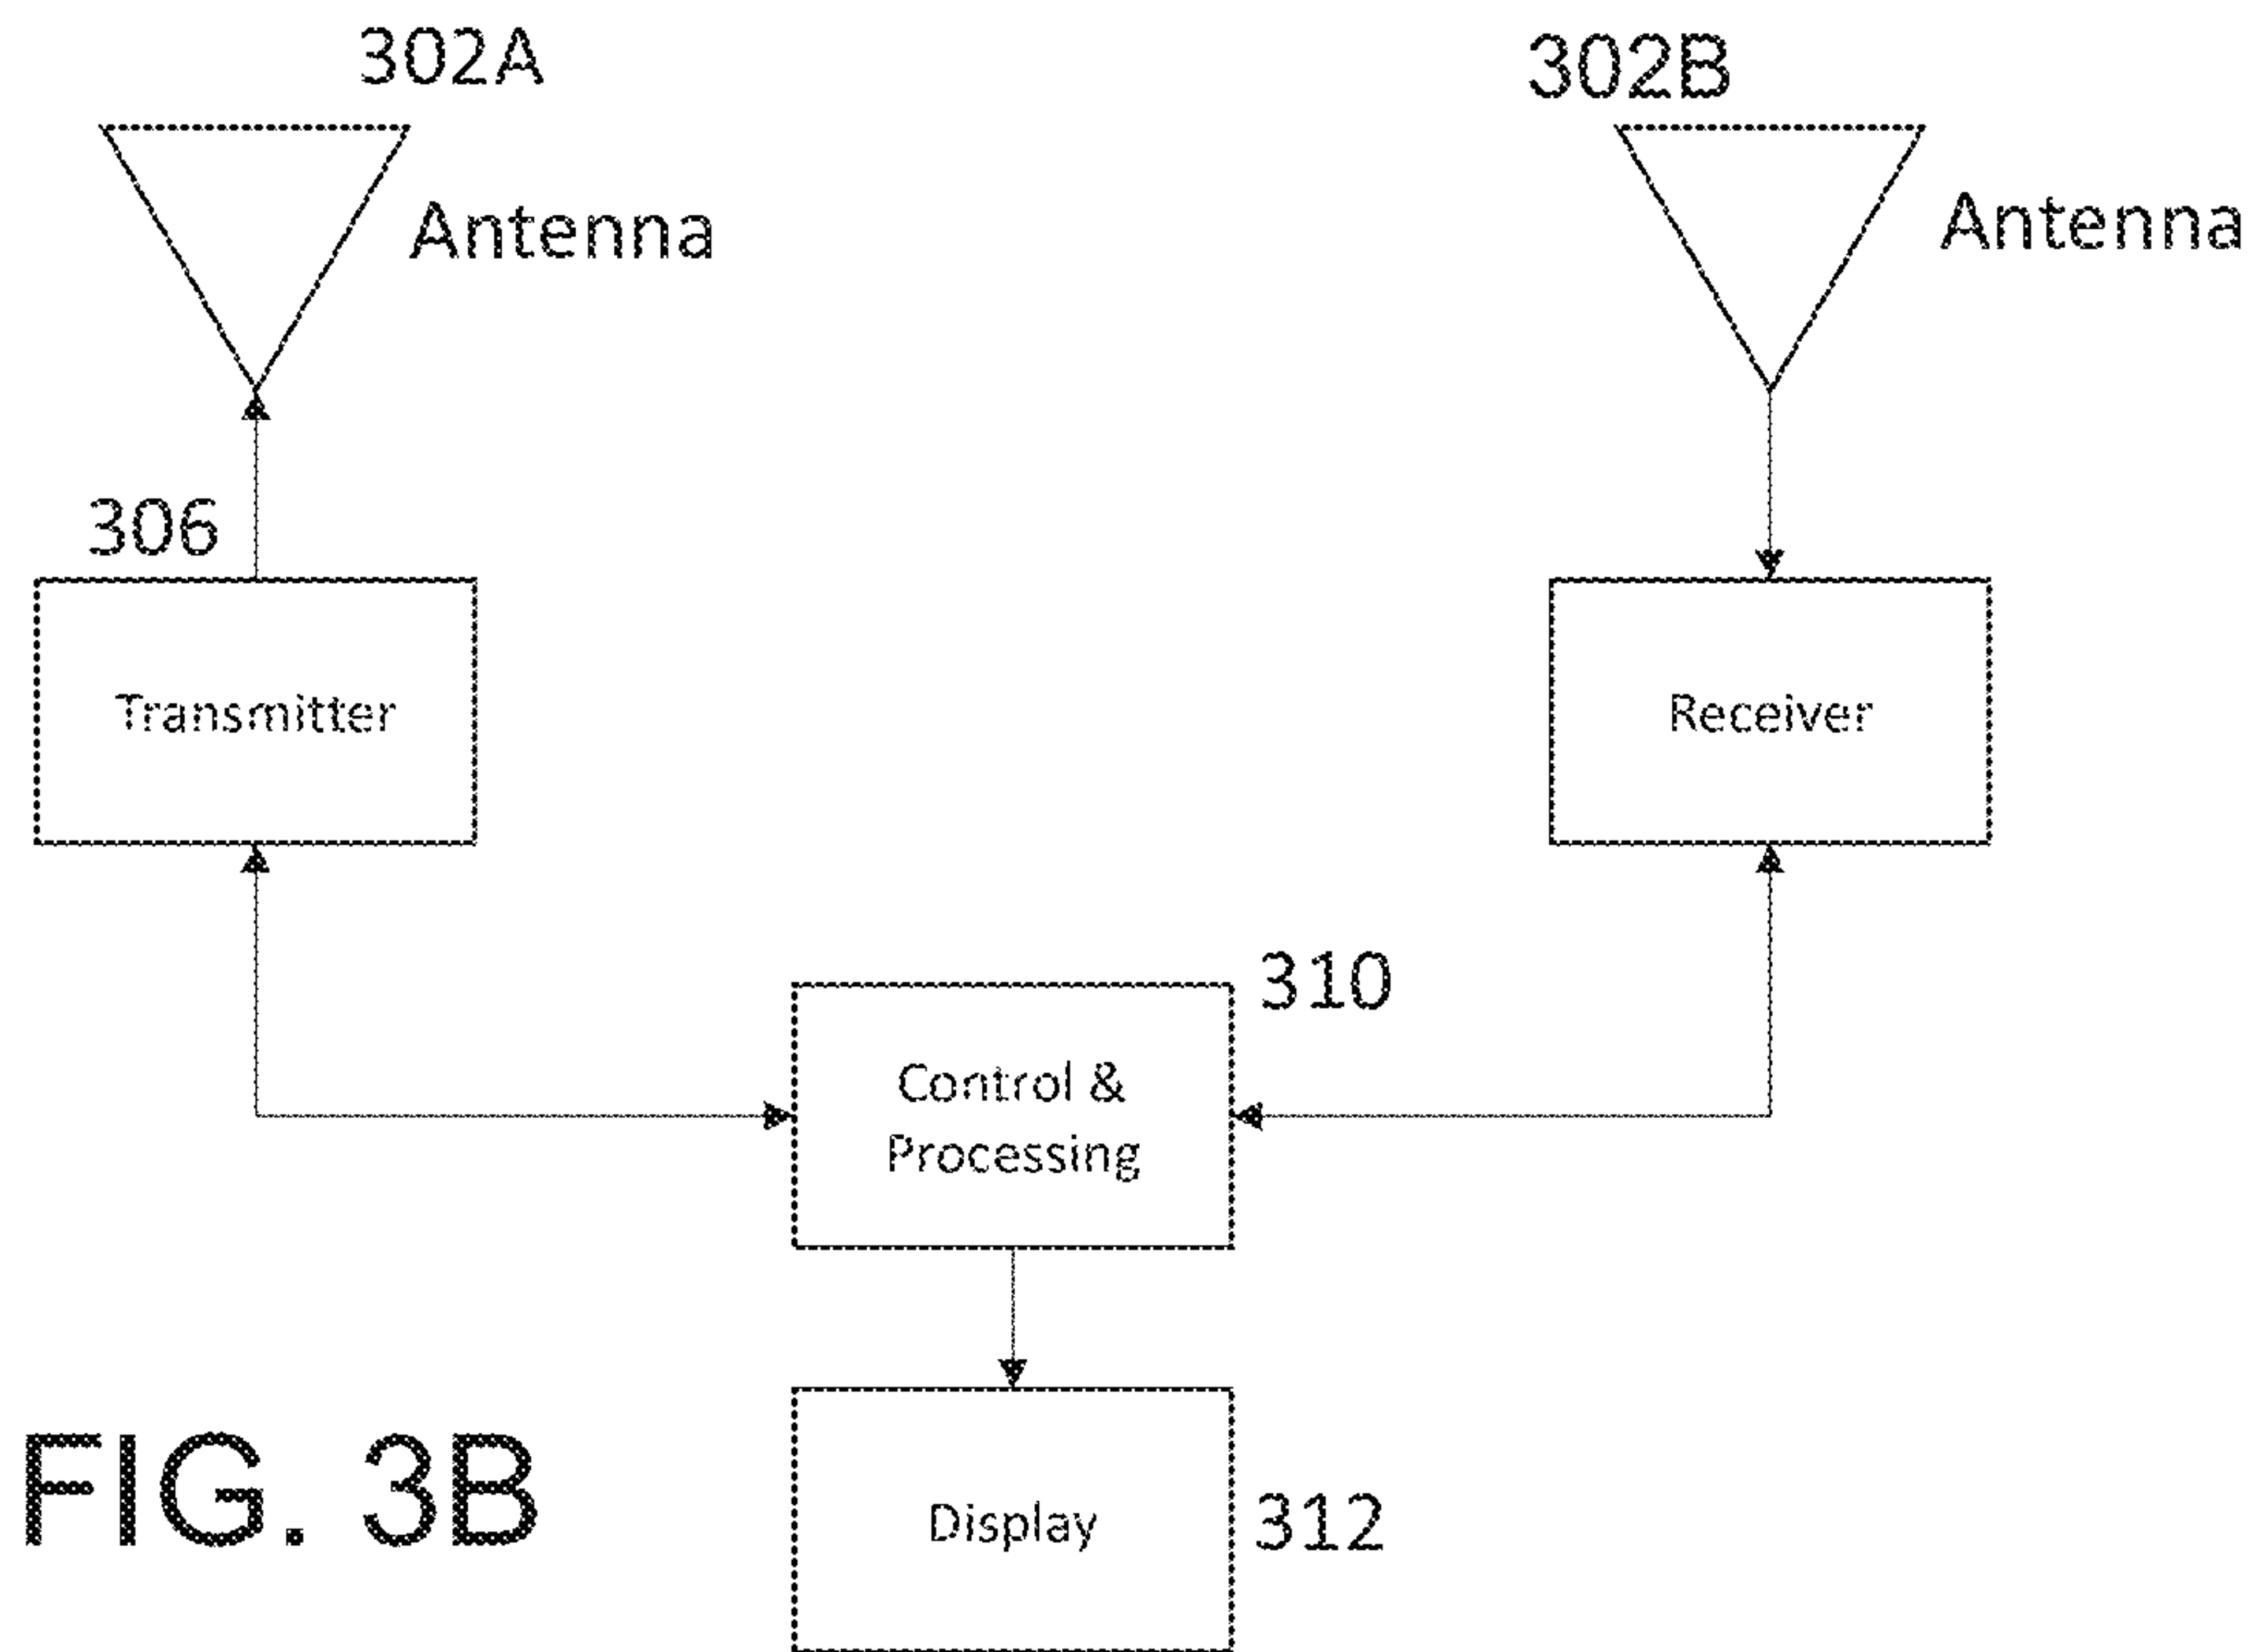 302A
302B
Antenna
Antenna
306
Transmitter
Receiver
310
Control &
Processing
FIG. 3B
Display
312